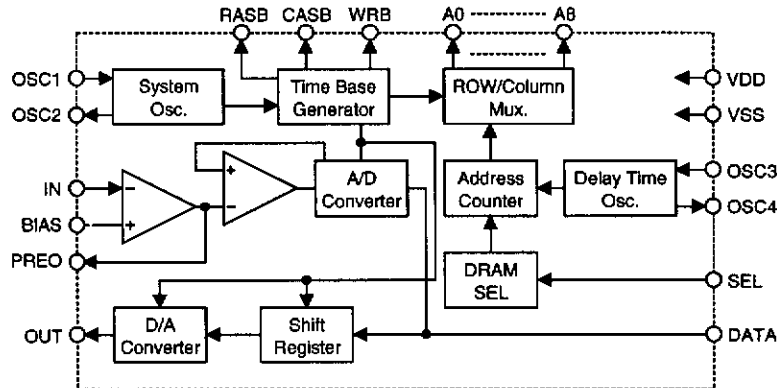 RASB CASB WRB A0 A8
OSC1
OSC2
System
Osc.
Time Base
Generator
ROW/Column
Mux.
VDD
VSS
IN
BIAS
PREO
−
+
+
−
A/D
Converter
Address
Counter
Delay Time
Osc.
OSC3
OSC4
DRAM
SEL
SEL
OUT
D/A
Converter
Shift
Register
DATA